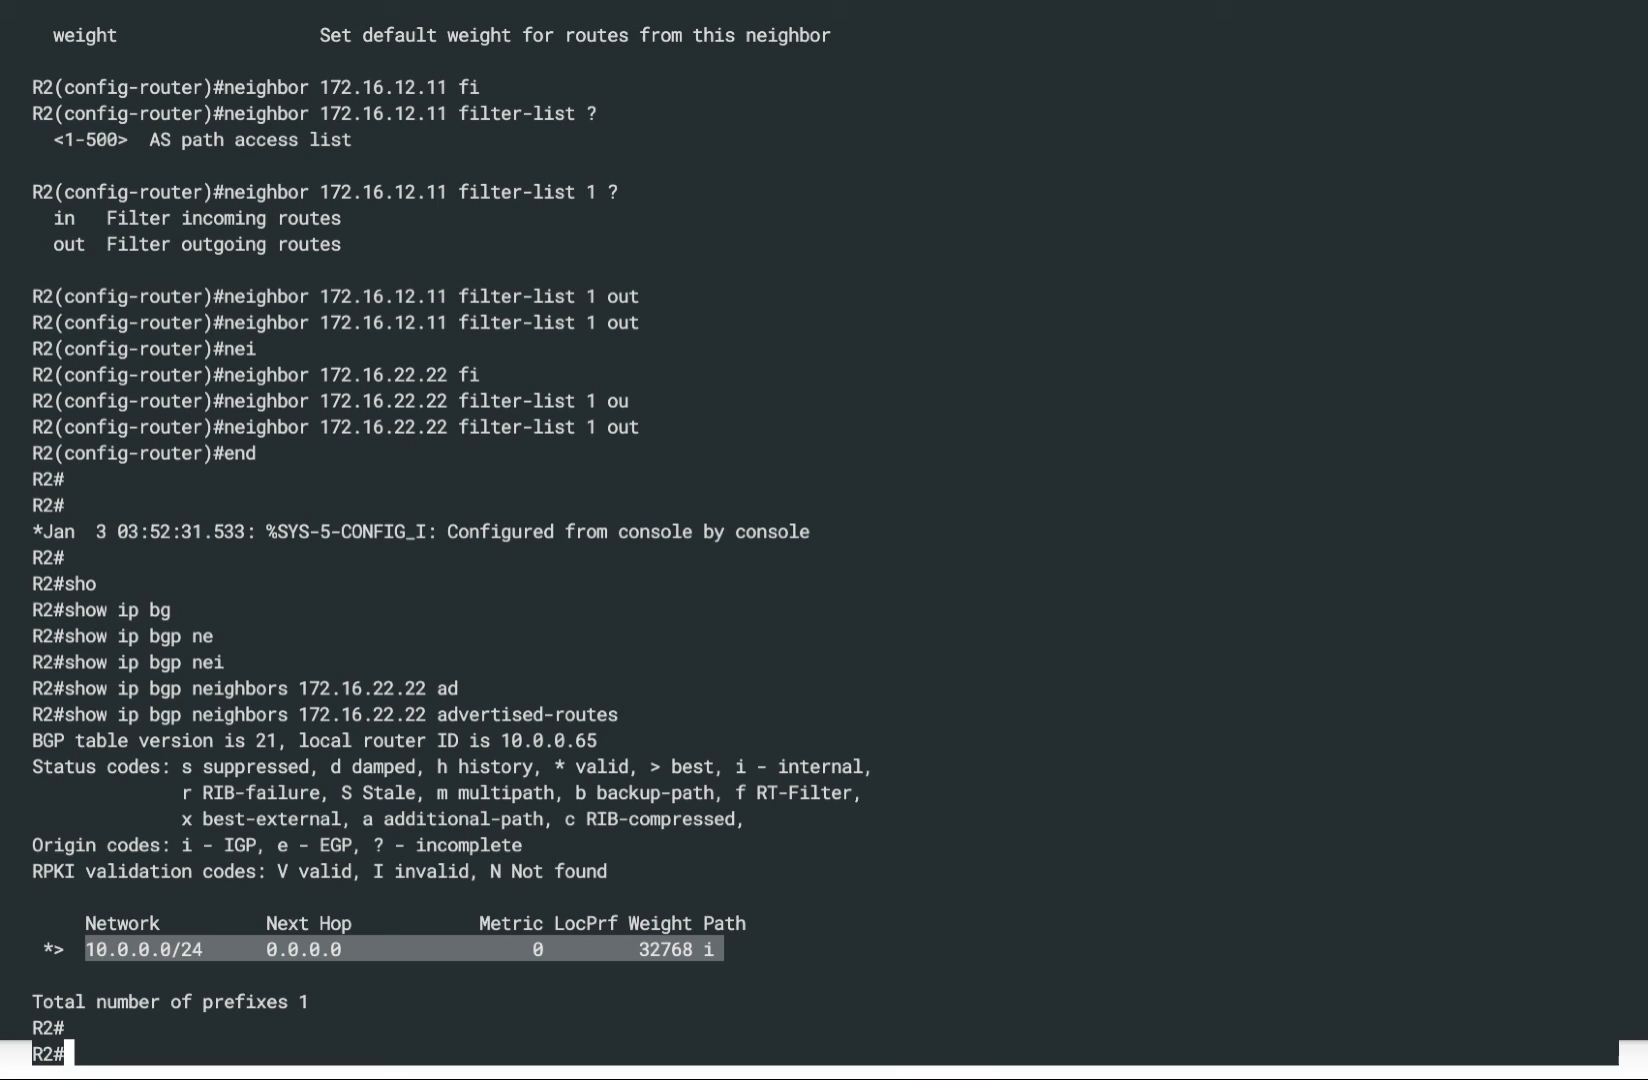 weight                   Set default weight for routes from this neighbor
R2(config-router)#neighbor 172.16.12.11 fi
R2(config-router)#neighbor 172.16.12.11 filter-list ?
<1-500>  AS path access list
R2(config-router)#neighbor 172.16.12.11 filter-list 1 ?
in   Filter incoming routes
out  Filter outgoing routes
R2(config-router)#neighbor 172.16.12.11 filter-list 1 out
R2(config-router)#neighbor 172.16.12.11 filter-list 1 out
R2(config-router)#nei
R2(config-router)#neighbor 172.16.22.22 fi
R2(config-router)#neighbor 172.16.22.22 filter-list 1 ou
R2(config-router)#neighbor 172.16.22.22 filter-list 1 out
R2(config-router)#end
R2#
R2#
*Jan  3 03:52:31.533: %SYS-5-CONFIG_I: Configured from console by console
R2#
R2#sho
R2#show ip bg
R2#show ip bgp ne
R2#show ip bgp nei
R2#show ip bgp neighbors 172.16.22.22 ad
R2#show ip bgp neighbors 172.16.22.22 advertised-routes
BGP table version is 21, local router ID is 10.0.0.65
Status codes: s suppressed, d damped, h history, * valid, > best, i - internal,
              r RIB-failure, S Stale, m multipath, b backup-path, f RT-Filter,
              x best-external, a additional-path, c RIB-compressed,
Origin codes: i - IGP, e - EGP, ? - incomplete
RPKI validation codes: V valid, I invalid, N Not found
     Network          Next Hop            Metric LocPrf Weight Path
 *>  10.0.0.0/24      0.0.0.0                  0         32768 i
Total number of prefixes 1
R2#
R2#